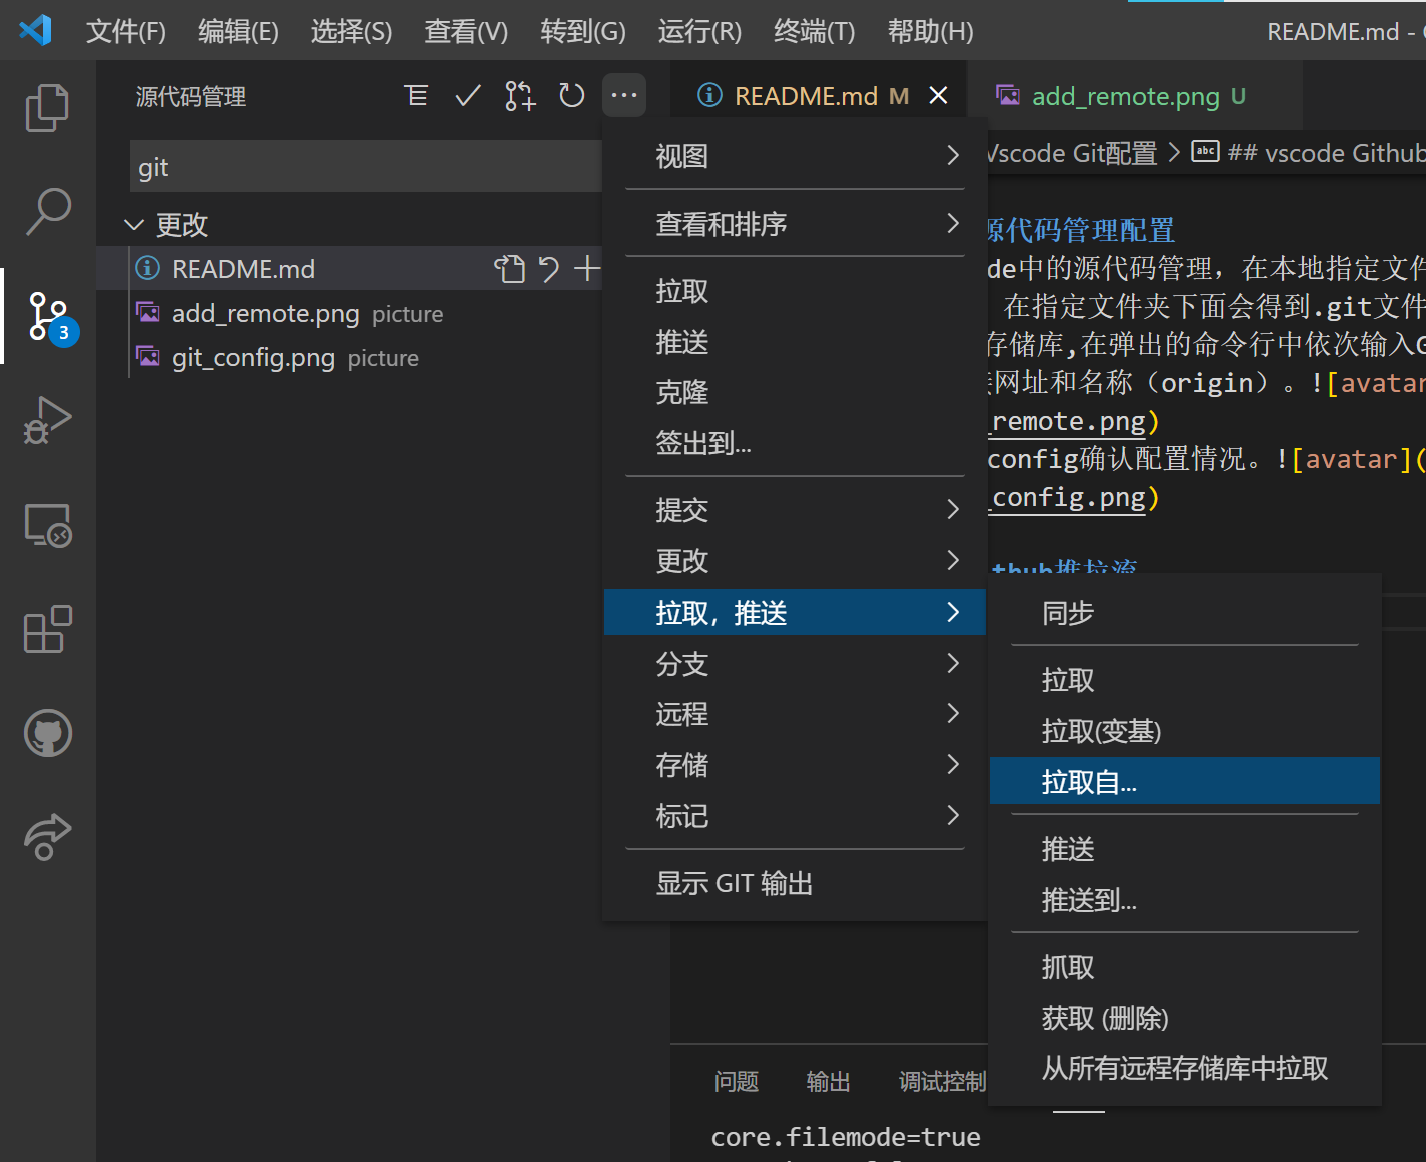 文件(F) 编辑(E) 选择(S) 查看(V) 转到(G) 运行(R) 终端(T) 帮助(H) README.md -
源代码管理
README.md M
add_remote.png U
git
Vscode Git配置 > abc ## vscode Github
更改
README.md
add_remote.png picture
git_config.png picture
3
视图
查看和排序
拉取
推送
克隆
签出到...
提交
更改
拉取，推送
分支
远程
存储
标记
显示 GIT 输出
源代码管理配置
de中的源代码管理，在本地指定文件
在指定文件夹下面会得到.git文件
存储库,在弹出的命令行中依次输入G
网址和名称（origin）。![avatar
_remote.png)
config确认配置情况。![avatar](
_config.png)
thub推拉流
同步
拉取
拉取(变基)
拉取自...
推送
推送到...
抓取
获取 (删除)
从所有远程存储库中拉取
问题 输出 调试控制
core.filemode=true